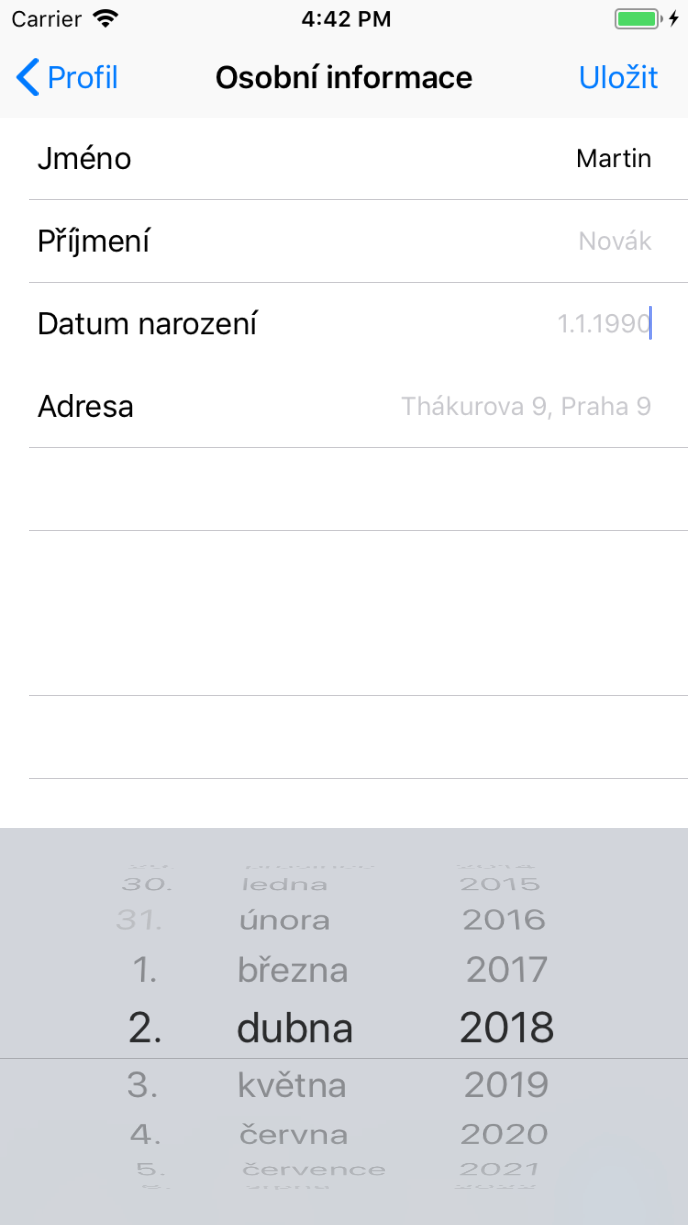 Carrier 4:42 PM
Profil Osobní informace Uložit
Jméno Martin
Příjmení Novák
Datum narození 1.1.1990
Adresa Thákurova 9, Praha 9
30. ledna 2015
31. února 2016
1. března 2017
2. dubna 2018
3. května 2019
4. června 2020
5. července 2021